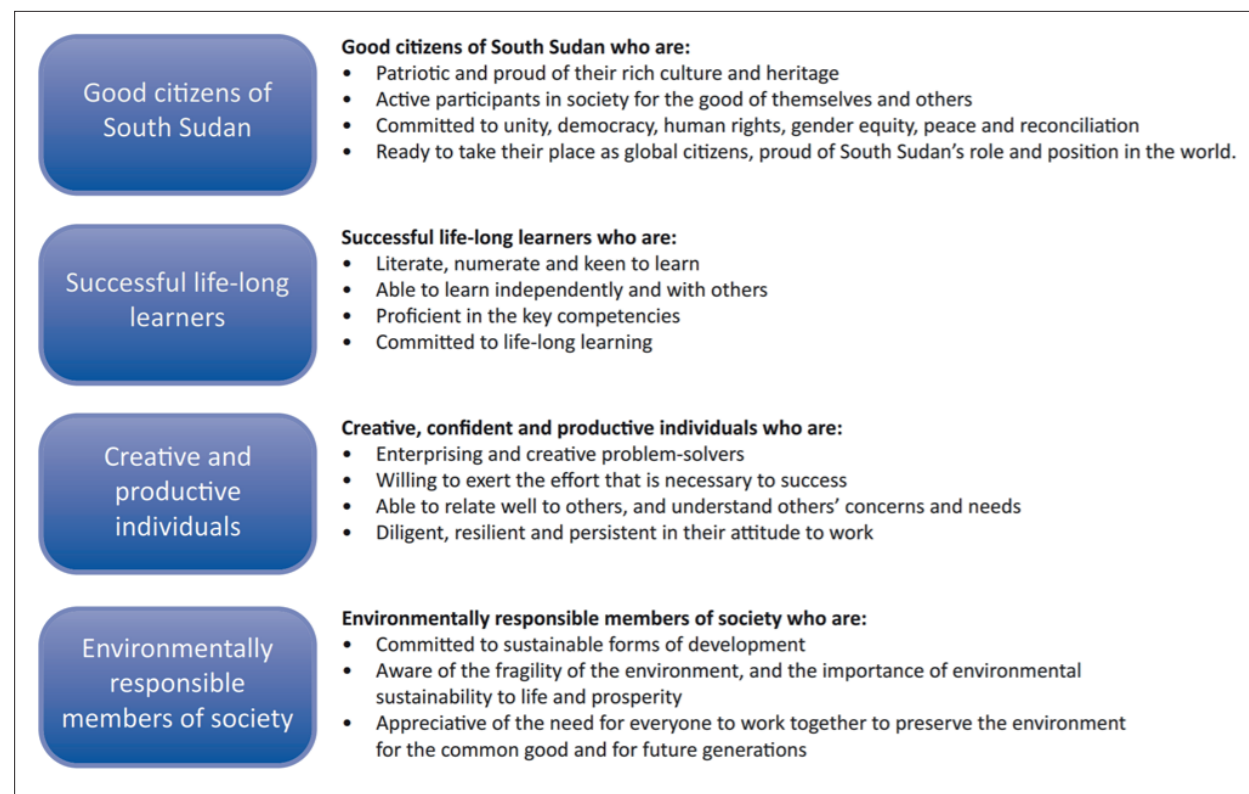 Good citizens of
South Sudan
Good citizens of South Sudan who are:
• Patriotic and proud of their rich culture and heritage
• Active participants in society for the good of themselves and others
• Committed to unity, democracy, human rights, gender equity, peace and reconciliation
• Ready to take their place as global citizens, proud of South Sudan’s role and position in the world.
Successful life-long
learners
Successful life-long learners who are:
• Literate, numerate and keen to learn
• Able to learn independently and with others
• Proficient in the key competencies
• Committed to life-long learning
Creative and
productive
individuals
Creative, confident and productive individuals who are:
• Enterprising and creative problem-solvers
• Willing to exert the effort that is necessary to success
• Able to relate well to others, and understand others’ concerns and needs
• Diligent, resilient and persistent in their attitude to work
Environmentally
responsible
members of society
Environmentally responsible members of society who are:
• Committed to sustainable forms of development
• Aware of the fragility of the environment, and the importance of environmental
sustainability to life and prosperity
• Appreciative of the need for everyone to work together to preserve the environment
for the common good and for future generations